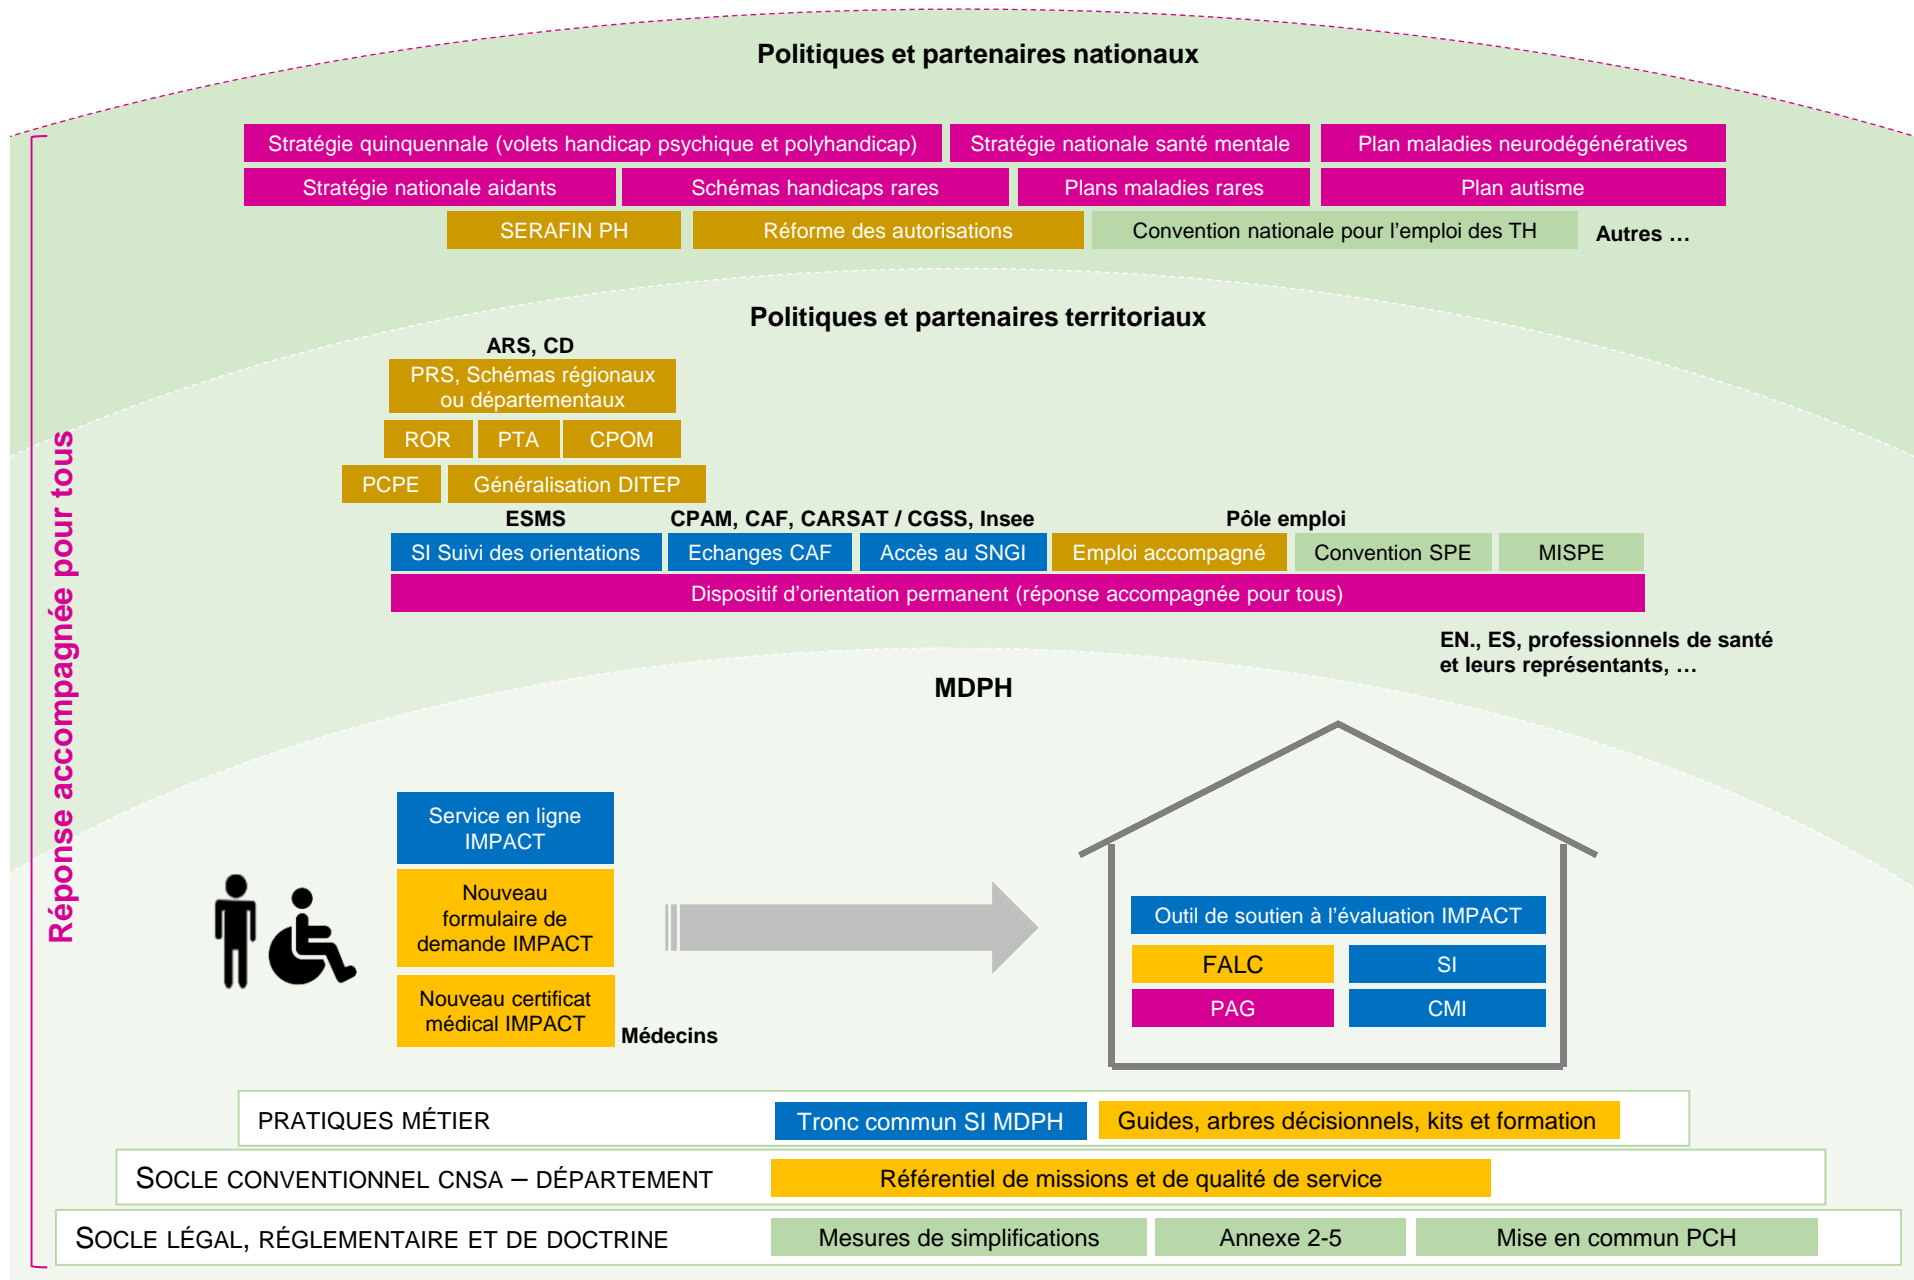 Politiques et partenaires nationaux
Stratégie quinquennale (volets handicap psychique et polyhandicap)
Stratégie nationale santé mentale
Plan maladies neurodégénératives
Stratégie nationale aidants
Schémas handicaps rares
Plans maladies rares
Plan autisme
SERAFIN PH
Réforme des autorisations
Convention nationale pour l'emploi des TH
Autres …
Politiques et partenaires territoriaux
ARS, CD
PRS, Schémas régionaux
ou départementaux
ROR
PTA
CPOM
PCPE
Généralisation DITEP
ESMS
CPAM, CAF, CARSAT / CGSS, Insee
Pôle emploi
SI Suivi des orientations
Echanges CAF
Accès au SNGI
Emploi accompagné
Convention SPE
MISPE
Dispositif d'orientation permanent (réponse accompagnée pour tous)
EN., ES, professionnels de santé
et leurs représentants, …
Réponse accompagnée pour tous
MDPH
Service en ligne
IMPACT
Nouveau
formulaire de
demande IMPACT
Nouveau certificat
médical IMPACT
Médecins
Outil de soutien à l'évaluation IMPACT
FALC
SI
PAG
CMI
PRATIQUES MÉTIER
Tronc commun SI MDPH
Guides, arbres décisionnels, kits et formation
SOCLE CONVENTIONNEL CNSA – DÉPARTEMENT
Référentiel de missions et de qualité de service
SOCLE LÉGAL, RÉGLEMENTAIRE ET DE DOCTRINE
Mesures de simplifications
Annexe 2-5
Mise en commun PCH